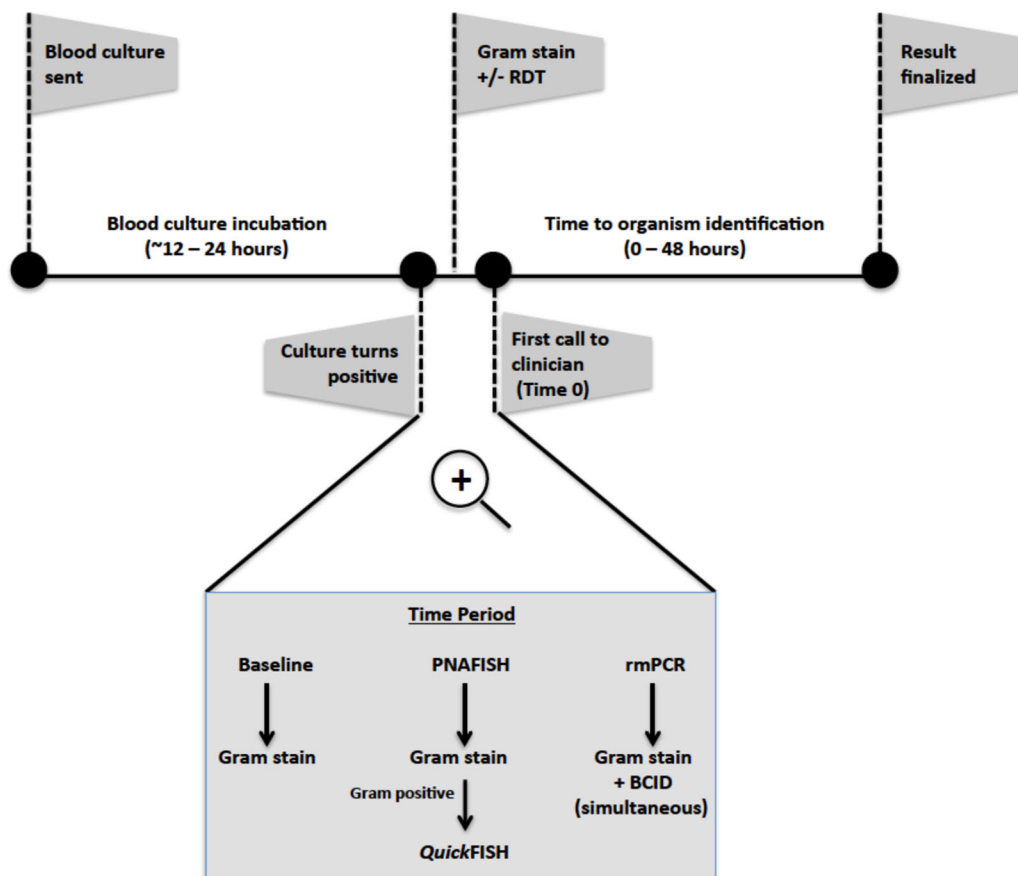 Blood culture
sent
Gram stain
+/- RDT
Result
finalized
Blood culture incubation
(~12 – 24 hours)
Time to organism identification
(0 – 48 hours)
Culture turns
positive
First call to
clinician
(Time 0)
+
Time Period
Baseline
Gram stain
PNAFISH
Gram stain
Gram positive
QuickFISH
rmPCR
Gram stain
+ BCID
(simultaneous)